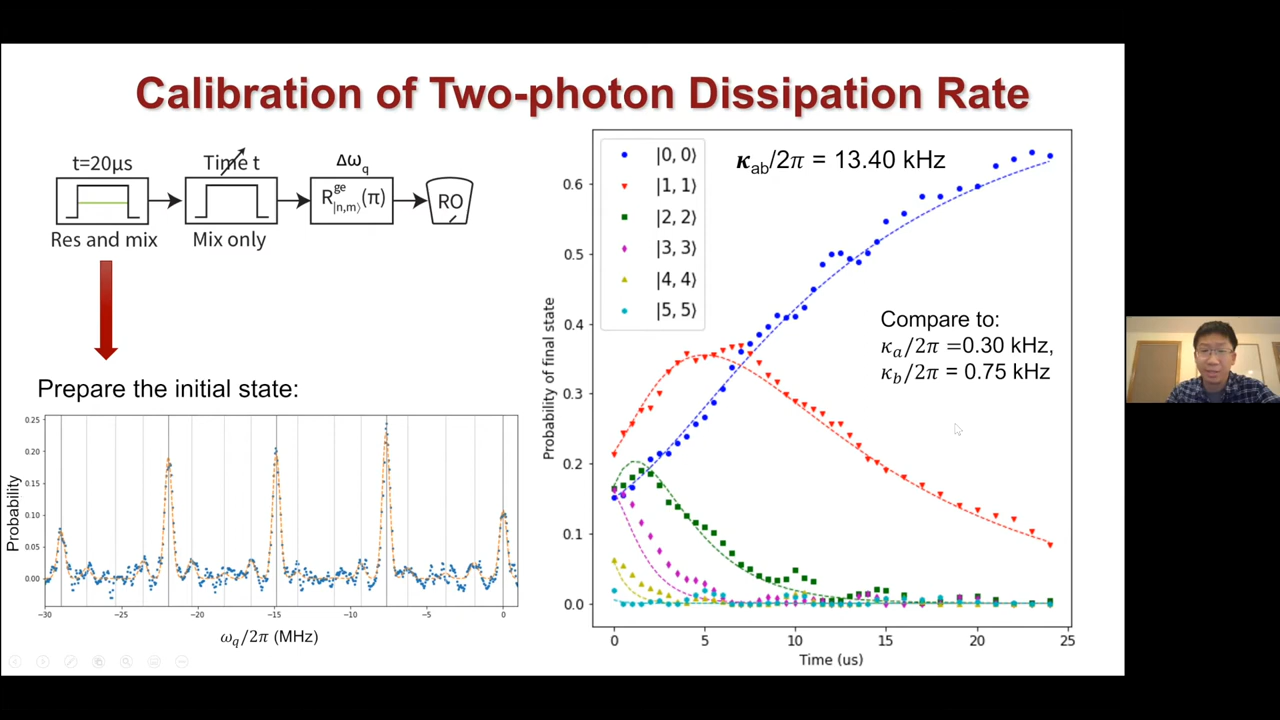 Calibration of Two-photon Dissipation Rate
t=20μs
Time t
Δω_q
R^ge_|n,m⟩(π)
RO
Res and mix
Mix only
Prepare the initial state:
0.25
0.20
0.15
0.10
0.05
0.00
Probability
−30
−25
−20
−15
−10
−5
0
ω_q/2π (MHz)
|0, 0⟩
|1, 1⟩
|2, 2⟩
|3, 3⟩
|4, 4⟩
|5, 5⟩
κ_ab/2π = 13.40 kHz
Compare to:
κ_a/2π =0.30 kHz,
κ_b/2π = 0.75 kHz
0.6
0.5
0.4
0.3
0.2
0.1
0.0
Probability of final state
0
5
10
15
20
25
Time (us)